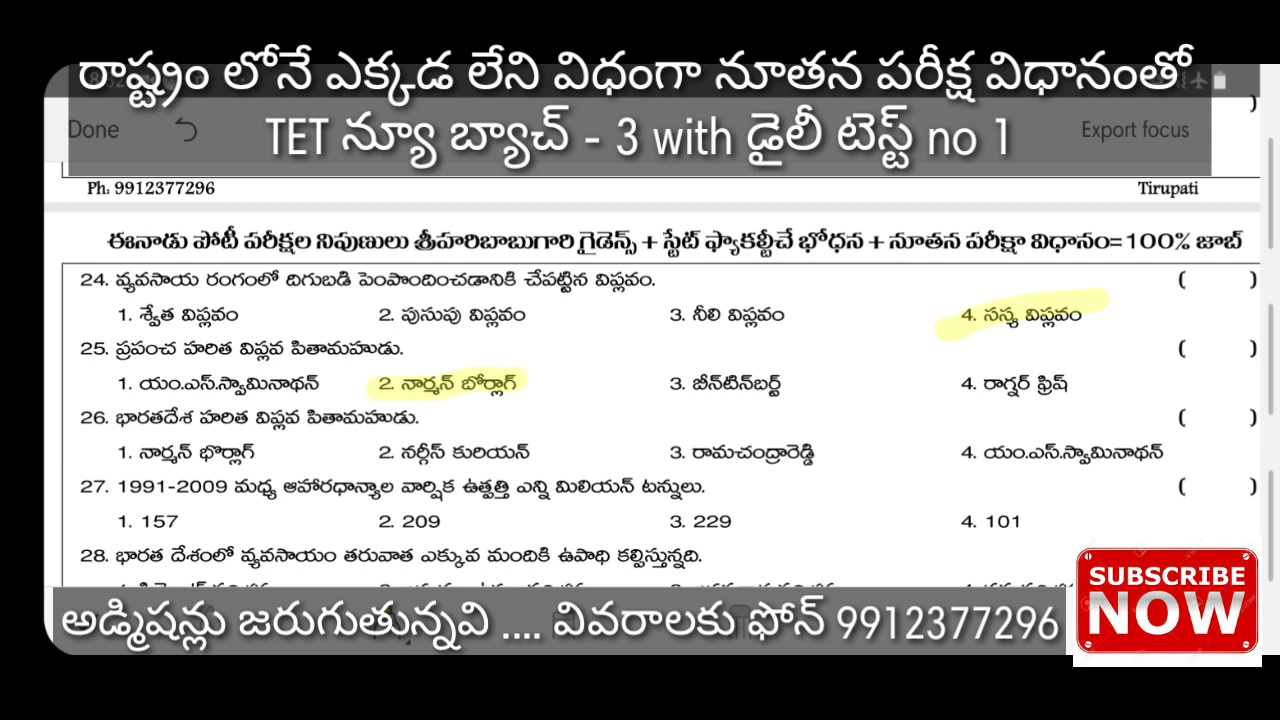 రాష్ట్రం లోనే ఎక్కడ లేని విధంగా నూతన పరీక్ష విధానంతో
TET న్యూ బ్యాచ్ - 3 with డైలీ టెస్ట్ no 1
Done Export focus
)
Ph: 9912377296 Tirupati
ఈనాడు పోటీ పరీక్షల నిపుణులు శ్రీహరిబాబుగారి గైడెన్స్ + స్టేట్ ఫ్యాకల్టీచే భోధన + నూతన పరీక్షా విధానం= 100% జాబ్
24. వ్యవసాయ రంగంలో దిగుబడి పెంపొందించడానికి చేపట్టిన విప్లవం. ( )
1. శ్వేత విప్లవం 2. పుసుపు విప్లవం 3. నీలి విప్లవం 4. సస్య విప్లవం
25. ప్రపంచ హరిత విప్లవ పితామహుడు. ( )
1. యం.ఎస్.స్వామినాథన్ 2. నార్మన్ బోర్లాగ్ 3. బీన్‌టిన్‌బర్ట్ 4. రాగ్నర్ ఫ్రిష్
26. భారతదేశ హరిత విప్లవ పితామహుడు. ( )
1. నార్మన్ భొర్లాగ్ 2. నర్గీస్ కురియన్ 3. రామచంద్రారెడ్డి 4. యం.ఎస్.స్వామినాథన్
27. 1991-2009 మధ్య ఆహారధాన్యాల వార్షిక ఉత్పత్తి ఎన్ని మిలియన్ టన్నులు. ( )
1. 157 2. 209 3. 229 4. 101
28. భారత దేశంలో వ్యవసాయం తరువాత ఎక్కువ మందికి ఉపాధి కల్పిస్తున్నది.
అడ్మిషన్లు జరుగుతున్నవి .... వివరాలకు ఫోన్ 9912377296
SUBSCRIBE
NOW